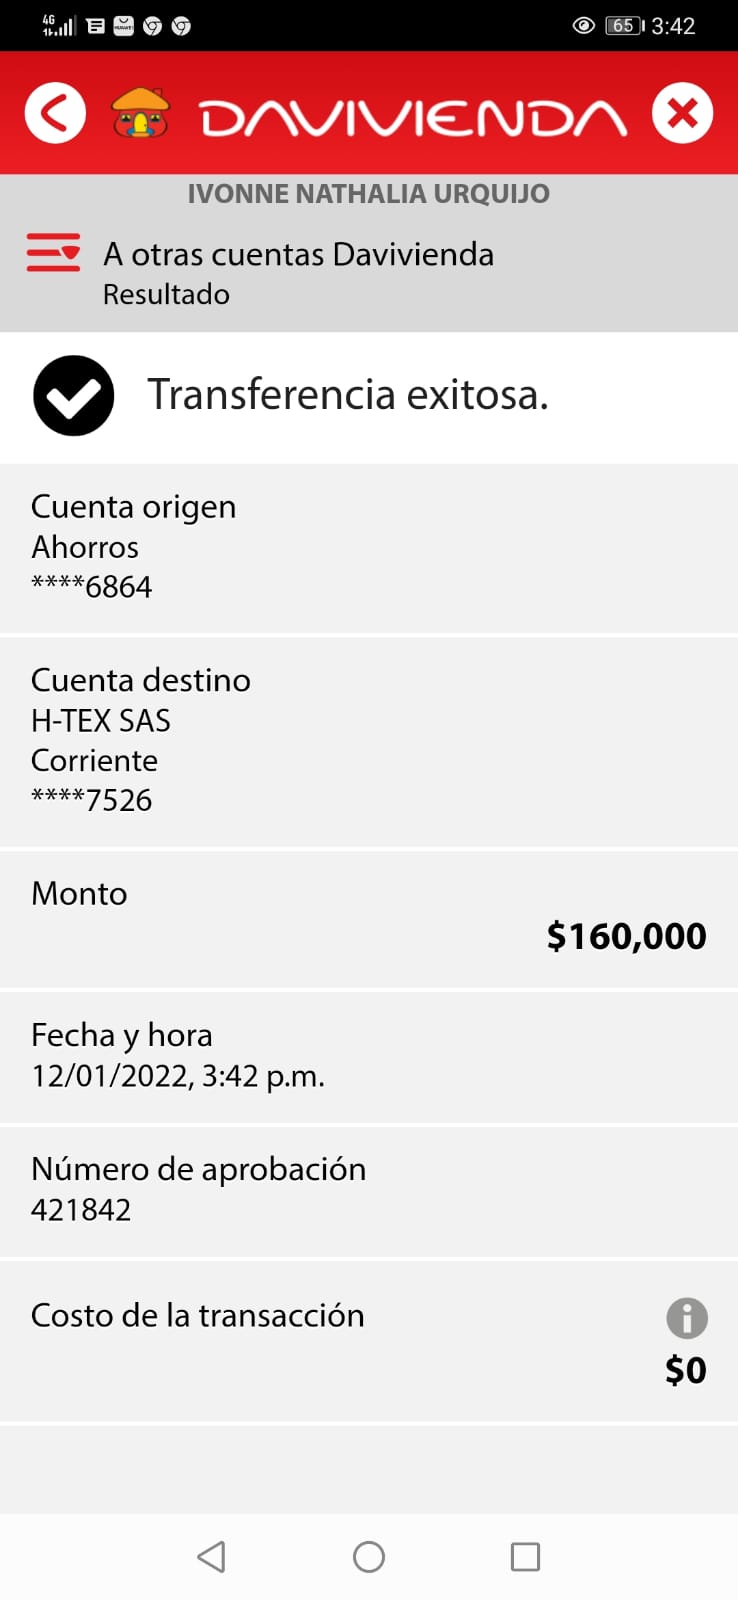 4G 65 3:42
DAVIVIENDA
IVONNE NATHALIA URQUIJO
A otras cuentas Davivienda
Resultado
Transferencia exitosa.
Cuenta origen
Ahorros
****6864
Cuenta destino
H-TEX SAS
Corriente
****7526
Monto
$160,000
Fecha y hora
12/01/2022, 3:42 p.m.
Número de aprobación
421842
Costo de la transacción
$0